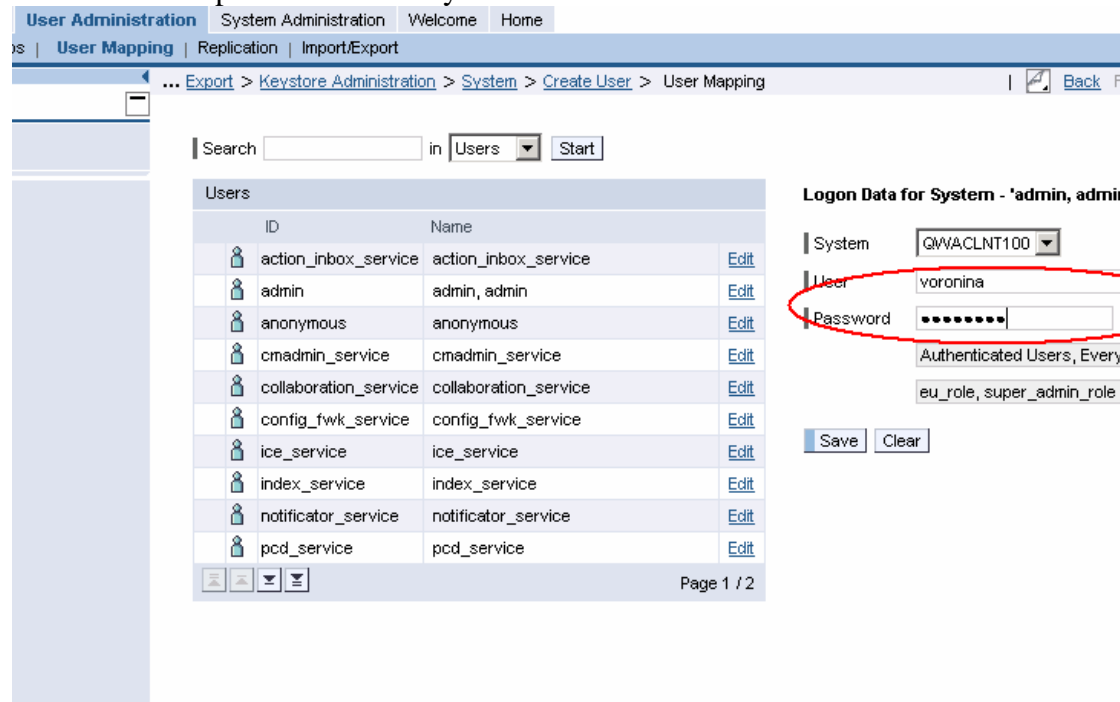 User Administration System Administration Welcome Home
User Mapping | Replication | Import/Export
... Export > Keystore Administration > System > Create User > User Mapping | Back
Search in Users Start
Users
ID Name
action_inbox_service action_inbox_service Edit
admin admin, admin Edit
anonymous anonymous Edit
cmadmin_service cmadmin_service Edit
collaboration_service collaboration_service Edit
config_fwk_service config_fwk_service Edit
ice_service ice_service Edit
index_service index_service Edit
notificator_service notificator_service Edit
pcd_service pcd_service Edit
Page 1 / 2
Logon Data for System - 'admin, admin
System QWACLNT100
User voronina
Password ••••••••
Authenticated Users, Every
eu_role, super_admin_role
Save Clear